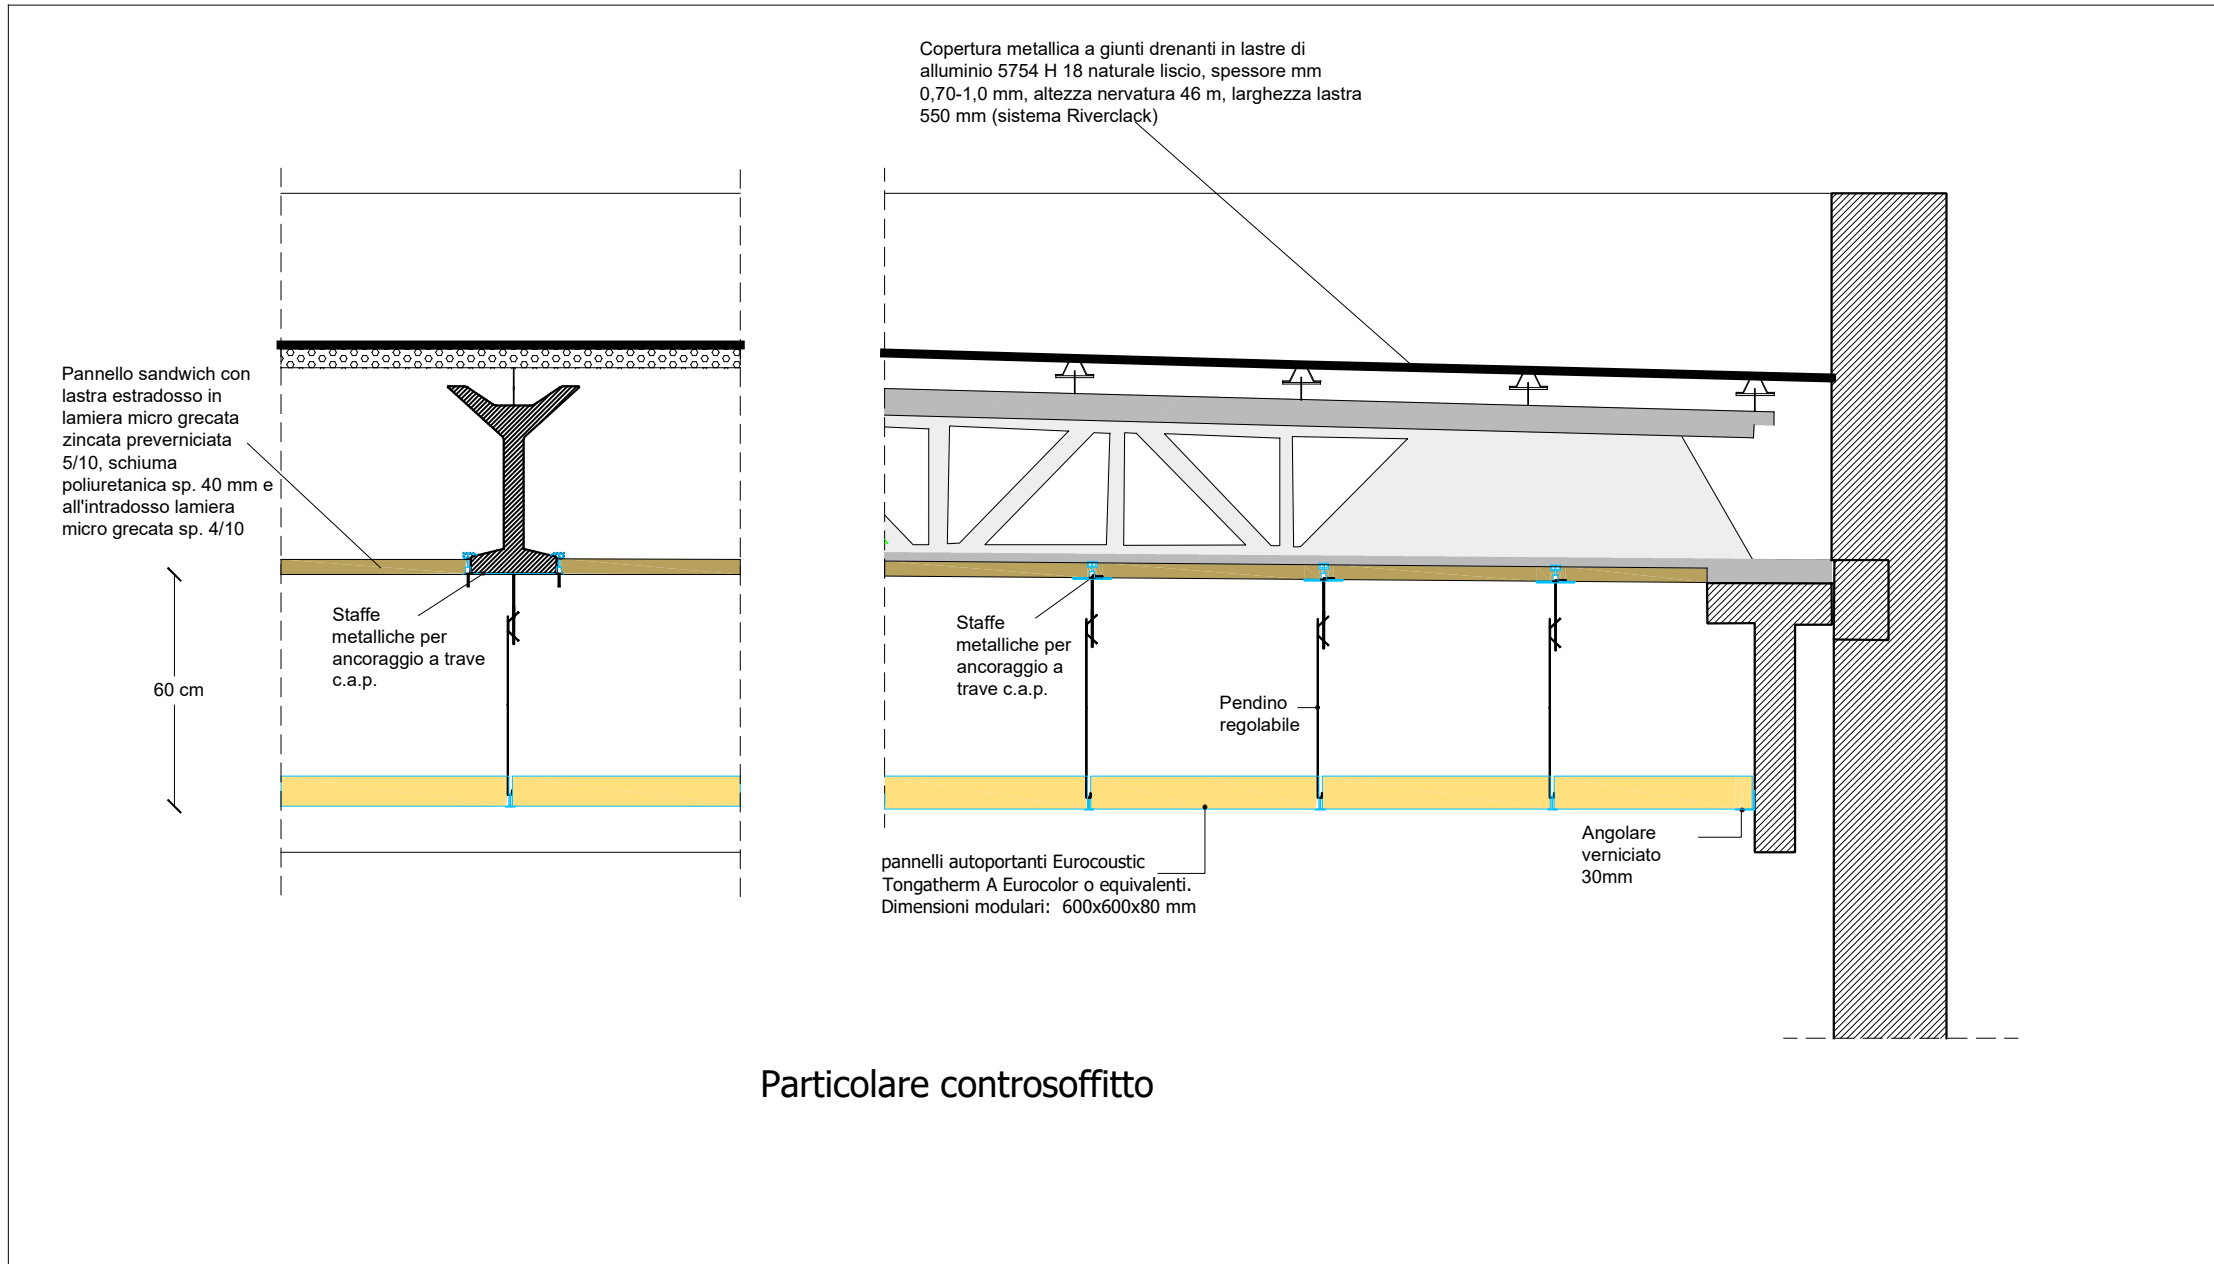 Copertura metallica a giunti drenanti in lastre di
alluminio 5754 H 18 naturale liscio, spessore mm
0,70-1,0 mm, altezza nervatura 46 m, larghezza lastra
550 mm (sistema Riverclack)
Pannello sandwich con
lastra estradosso in
lamiera micro grecata
zincata preverniciata
5/10, schiuma
poliuretanica sp. 40 mm e
all'intradosso lamiera
micro grecata sp. 4/10
Staffe
metalliche per
ancoraggio a trave
c.a.p.
60 cm
Staffe
metalliche per
ancoraggio a
trave c.a.p.
Pendino
regolabile
pannelli autoportanti Eurocoustic
Tongatherm A Eurocolor o equivalenti.
Dimensioni modulari: 600x600x80 mm
Angolare
verniciato
30mm
Particolare controsoffitto